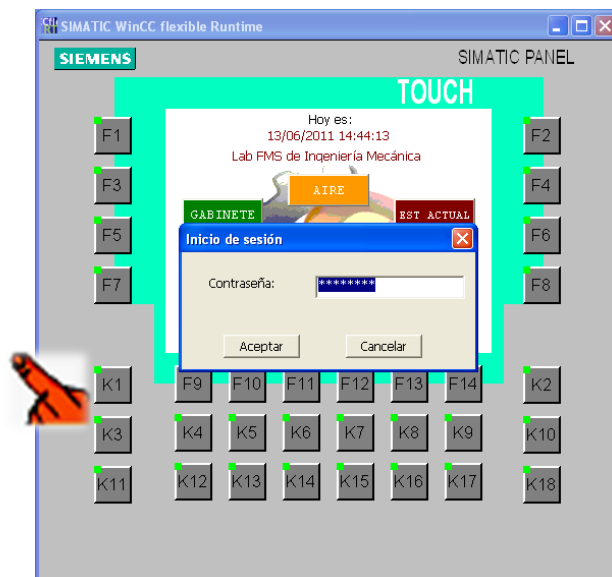 SIMATIC WinCC flexible Runtime
SIEMENS
SIMATIC PANEL
TOUCH
Hoy es:
13/06/2011 14:44:13
Lab FMS de Ingeniería Mecánica
AIRE
GABINETE
EST ACTUAL
Inicio de sesión
Contraseña:
********
Aceptar
Cancelar
F1
F2
F3
F4
F5
F6
F7
F8
K1
F9
F10
F11
F12
F13
F14
K2
K3
K4
K5
K6
K7
K8
K9
K10
K11
K12
K13
K14
K15
K16
K17
K18